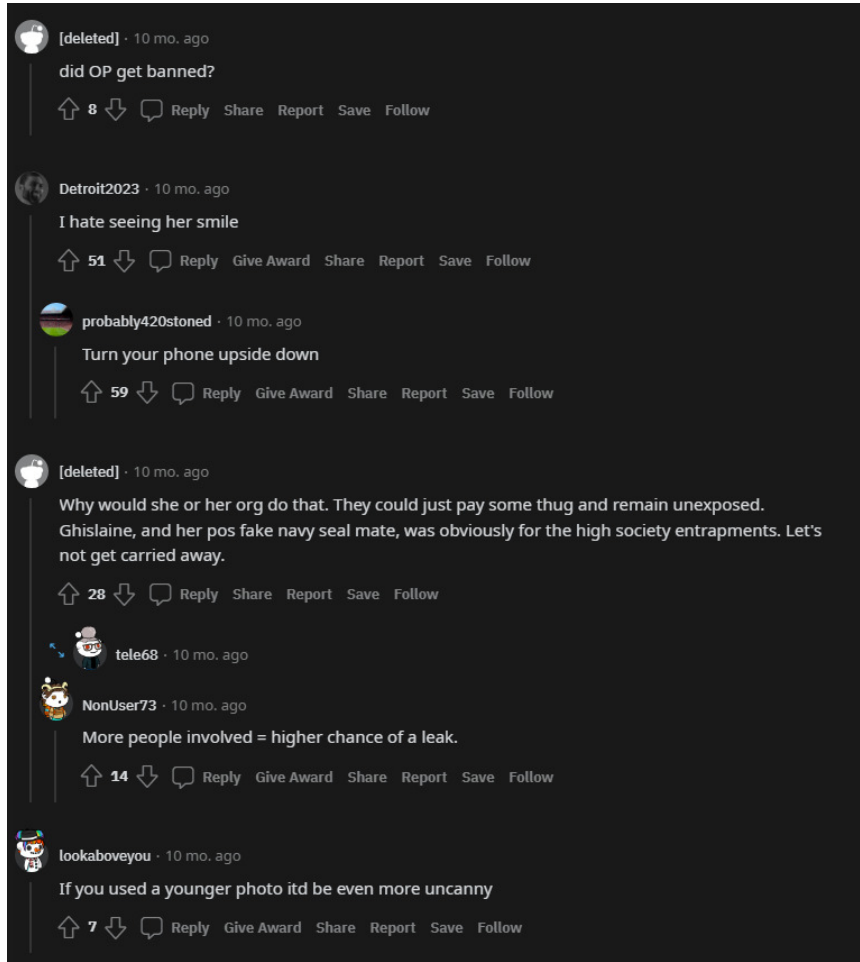 [deleted] · 10 mo. ago
did OP get banned?
8 Reply Share Report Save Follow
Detroit2023 · 10 mo. ago
I hate seeing her smile
51 Reply Give Award Share Report Save Follow
probably420stoned · 10 mo. ago
Turn your phone upside down
59 Reply Give Award Share Report Save Follow
[deleted] · 10 mo. ago
Why would she or her org do that. They could just pay some thug and remain unexposed.
Ghislaine, and her pos fake navy seal mate, was obviously for the high society entrapments. Let's
not get carried away.
28 Reply Share Report Save Follow
tele68 · 10 mo. ago
NonUser73 · 10 mo. ago
More people involved = higher chance of a leak.
14 Reply Give Award Share Report Save Follow
lookaboveyou · 10 mo. ago
If you used a younger photo itd be even more uncanny
7 Reply Give Award Share Report Save Follow